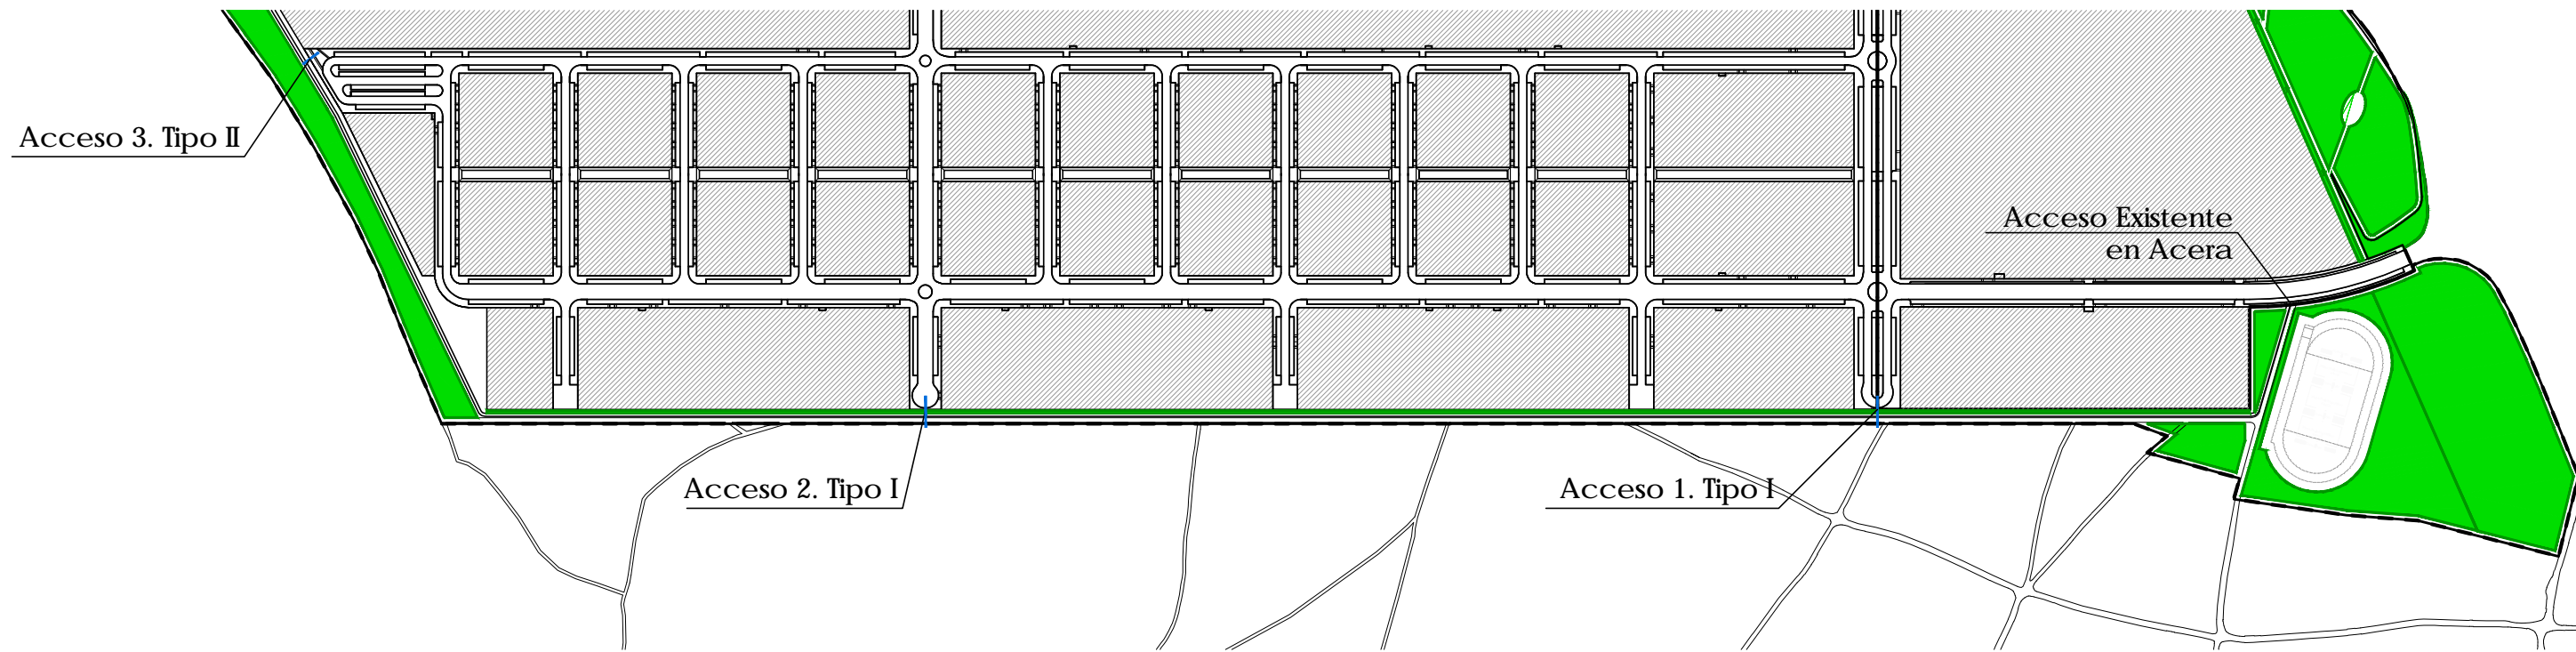 Acceso 3. Tipo II
Acceso Existente
en Acera
Acceso 2. Tipo I
Acceso 1. Tipo I